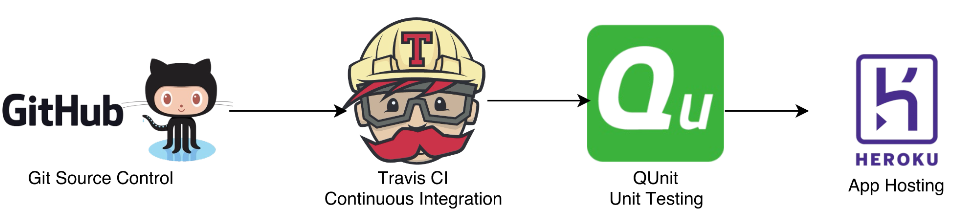 GitHub
T
Qu
HEROKU
Git Source Control
Travis CI
Continuous Integration
QUnit
Unit Testing
App Hosting